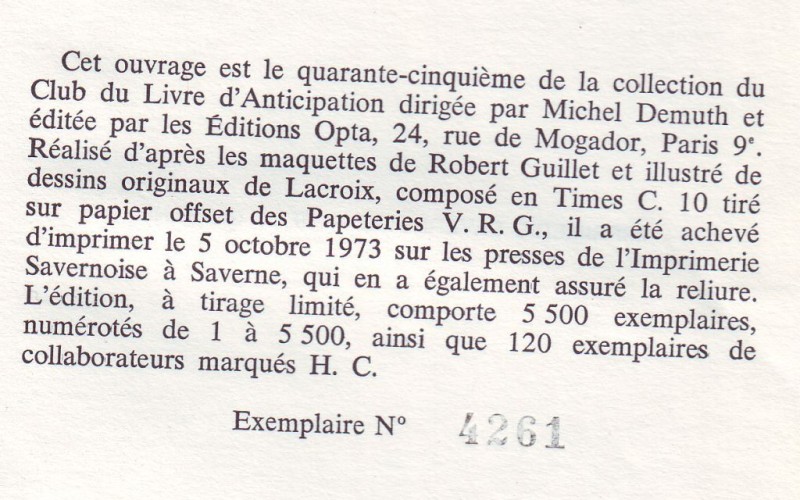 Cet ouvrage est le quarante-cinquième de la collection du
Club du Livre d'Anticipation dirigée par Michel Demuth et
éditée par les Éditions Opta, 24, rue de Mogador, Paris 9e.
Réalisé d'après les maquettes de Robert Guillet et illustré de
dessins originaux de Lacroix, composé en Times C. 10 tiré
sur papier offset des Papeteries V. R. G., il a été achevé
d'imprimer le 5 octobre 1973 sur les presses de l'Imprimerie
Savernoise à Saverne, qui en a également assuré la reliure.
L'édition, à tirage limité, comporte 5 500 exemplaires,
numérotés de 1 à 5 500, ainsi que 120 exemplaires de
collaborateurs marqués H. C.
Exemplaire N° 4261